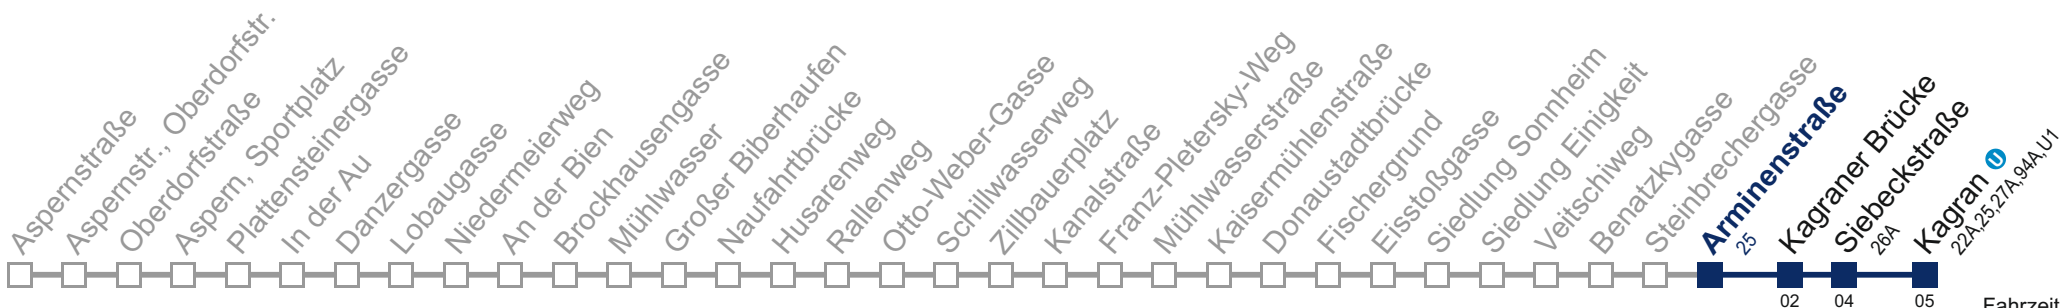 Aspernstraße
Aspernstr., Oberdorfstr.
Oberdorfstraße
Aspern, Sportplatz
Plattensteinergasse
In der Au
Danzergasse
Lobaugasse
Niedermeierweg
An der Bien
Brockhausengasse
Mühlwasser
Großer Biberhaufen
Naufahrtbrücke
Husarenweg
Rallenweg
Otto-Weber-Gasse
Schillwasserweg
Zillbauerplatz
Kanalstraße
Franz-Pletersky-Weg
Mühlwasserstraße
Kaisermühlenstraße
Donaustadtbrücke
Fischergrund
Eisstoßgasse
Siedlung Sonnheim
Siedlung Einigkeit
Veitschiweg
Benatzkygasse
Steinbrechergasse
Arminenstraße
25
Kagraner Brücke
Siebeckstraße
26A
Kagran U
22A,25,27A,94A,U1
02
04
05
Fahrzeit